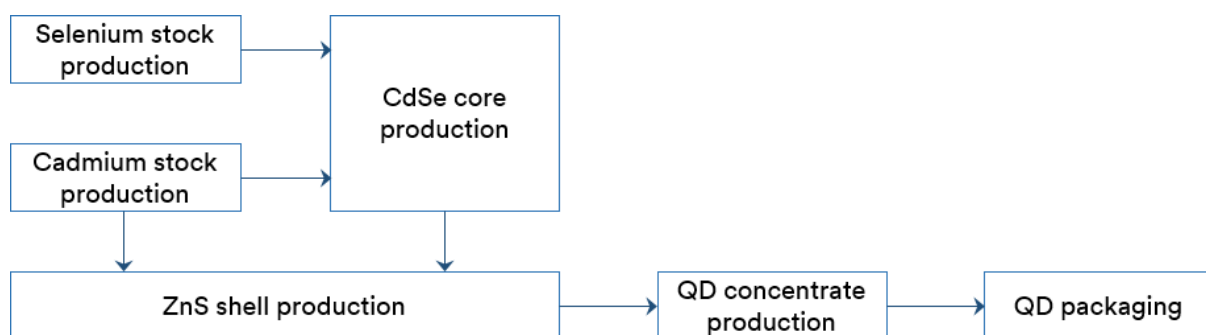 Selenium stock
production
CdSe core
production
Cadmium stock
production
ZnS shell production
QD concentrate
production
QD packaging